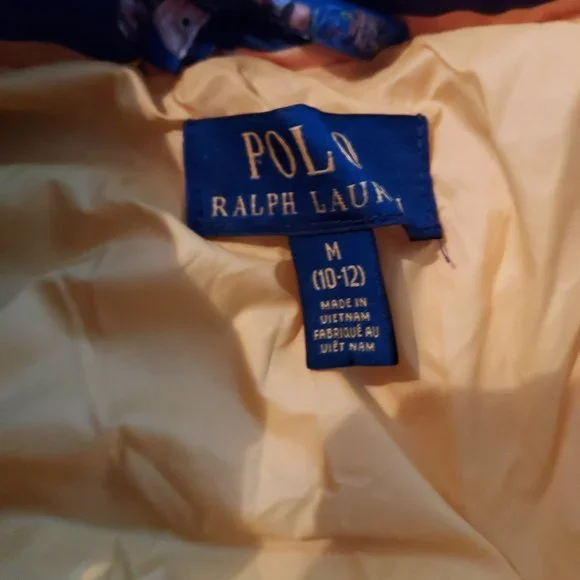 POLO
RALPH LAUR
M
(10-12)
MADE IN
VIETNAM
FABRIQUÉ AU
VIÊT NAM